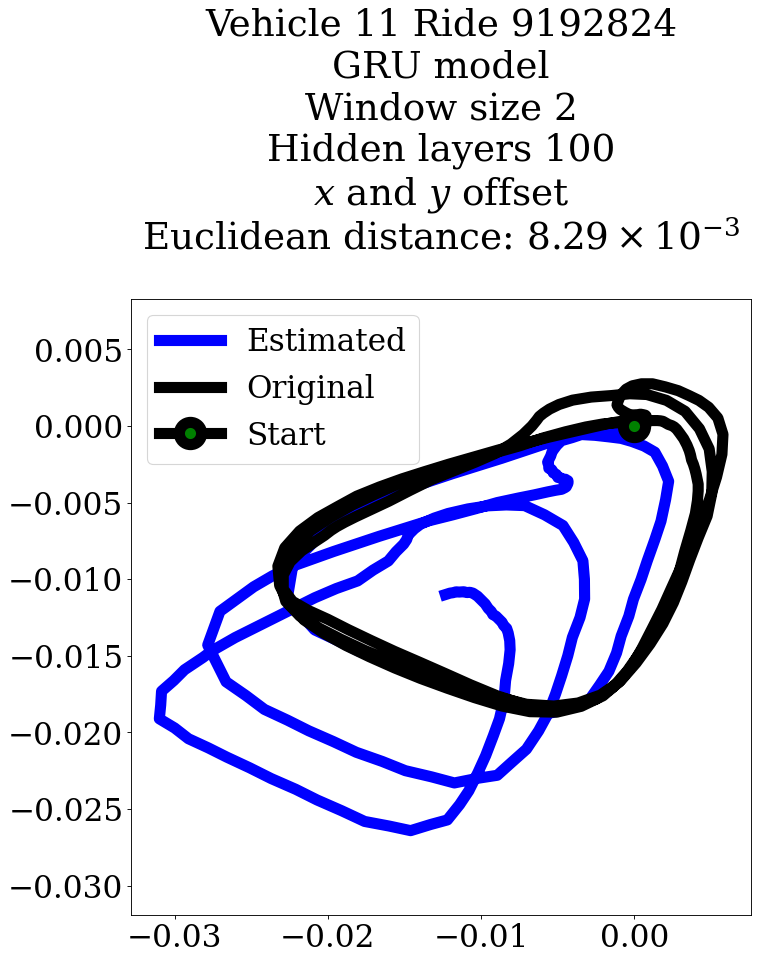 Vehicle 11 Ride 9192824
GRU model
Window size 2
Hidden layers 100
x and y offset
Euclidean distance: 8.29 × 10⁻³
Estimated
Original
Start
0.005
0.000
−0.005
−0.010
−0.015
−0.020
−0.025
−0.030
−0.03 −0.02 −0.01 0.00